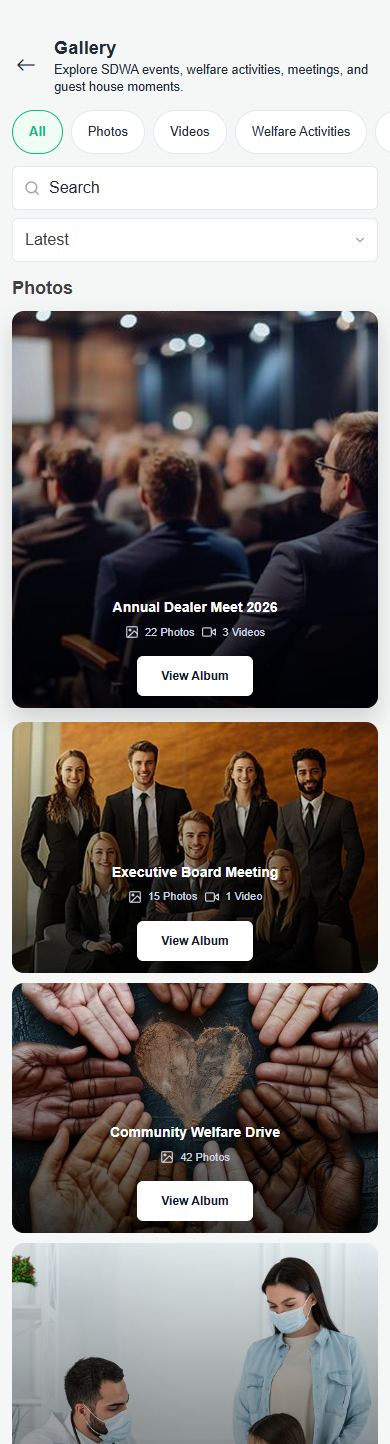 Gallery
Explore SDWA events, welfare activities, meetings, and
guest house moments.
All
Photos
Videos
Welfare Activities
Search
Latest
Photos
Annual Dealer Meet 2026
22 Photos
3 Videos
View Album
Executive Board Meeting
15 Photos
1 Video
View Album
Community Welfare Drive
42 Photos
View Album